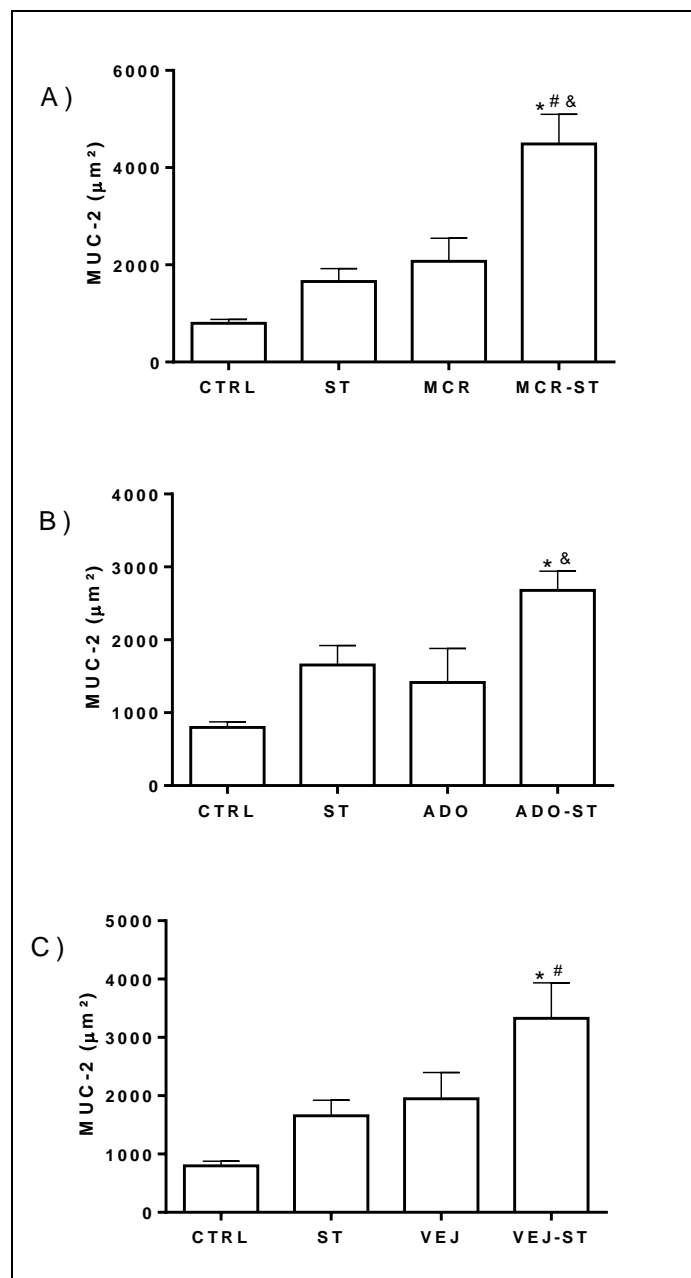 A)
MUC-2 (µm²)
6000
4000
2000
0
* # &
CTRL ST MCR MCR-ST
B)
MUC-2 (µm²)
4000
3000
2000
1000
0
* &
CTRL ST ADO ADO-ST
C)
MUC-2 (µm²)
5000
4000
3000
2000
1000
0
* #
CTRL ST VEJ VEJ-ST